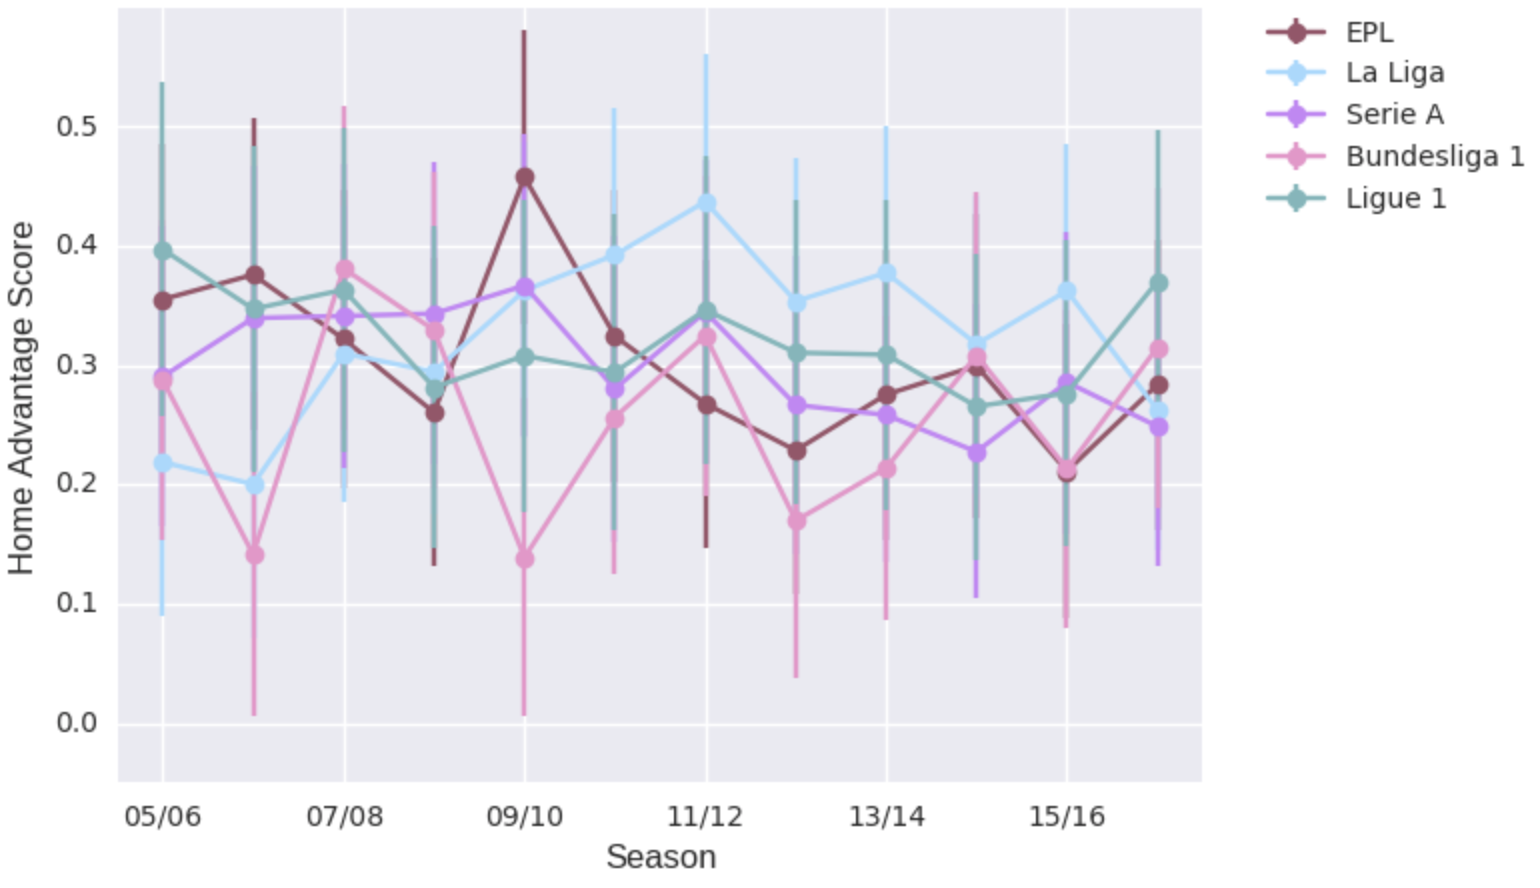 EPL
La Liga
Serie A
Bundesliga 1
Ligue 1
Home Advantage Score
0.5
0.4
0.3
0.2
0.1
0.0
05/06 07/08 09/10 11/12 13/14 15/16
Season